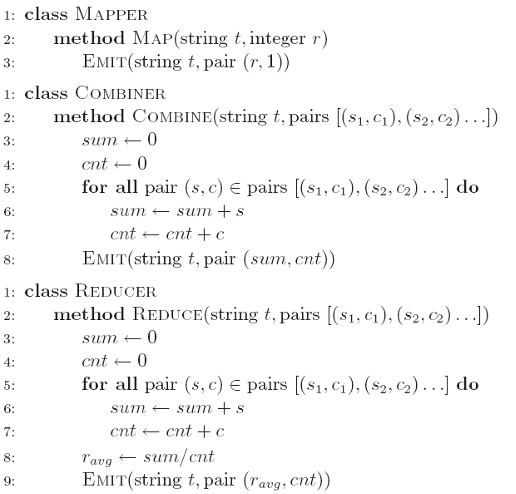 1: class Mapper
2: method Map(string t, integer r)
3: Emit(string t, pair (r, 1))
1: class Combiner
2: method Combine(string t, pairs [(s₁, c₁), (s₂, c₂) . . .])
3: sum ← 0
4: cnt ← 0
5: for all pair (s, c) ∈ pairs [(s₁, c₁), (s₂, c₂) . . .] do
6: sum ← sum + s
7: cnt ← cnt + c
8: Emit(string t, pair (sum, cnt))
1: class Reducer
2: method Reduce(string t, pairs [(s₁, c₁), (s₂, c₂) . . .])
3: sum ← 0
4: cnt ← 0
5: for all pair (s, c) ∈ pairs [(s₁, c₁), (s₂, c₂) . . .] do
6: sum ← sum + s
7: cnt ← cnt + c
8: r_avg ← sum/cnt
9: Emit(string t, pair (r_avg, cnt))